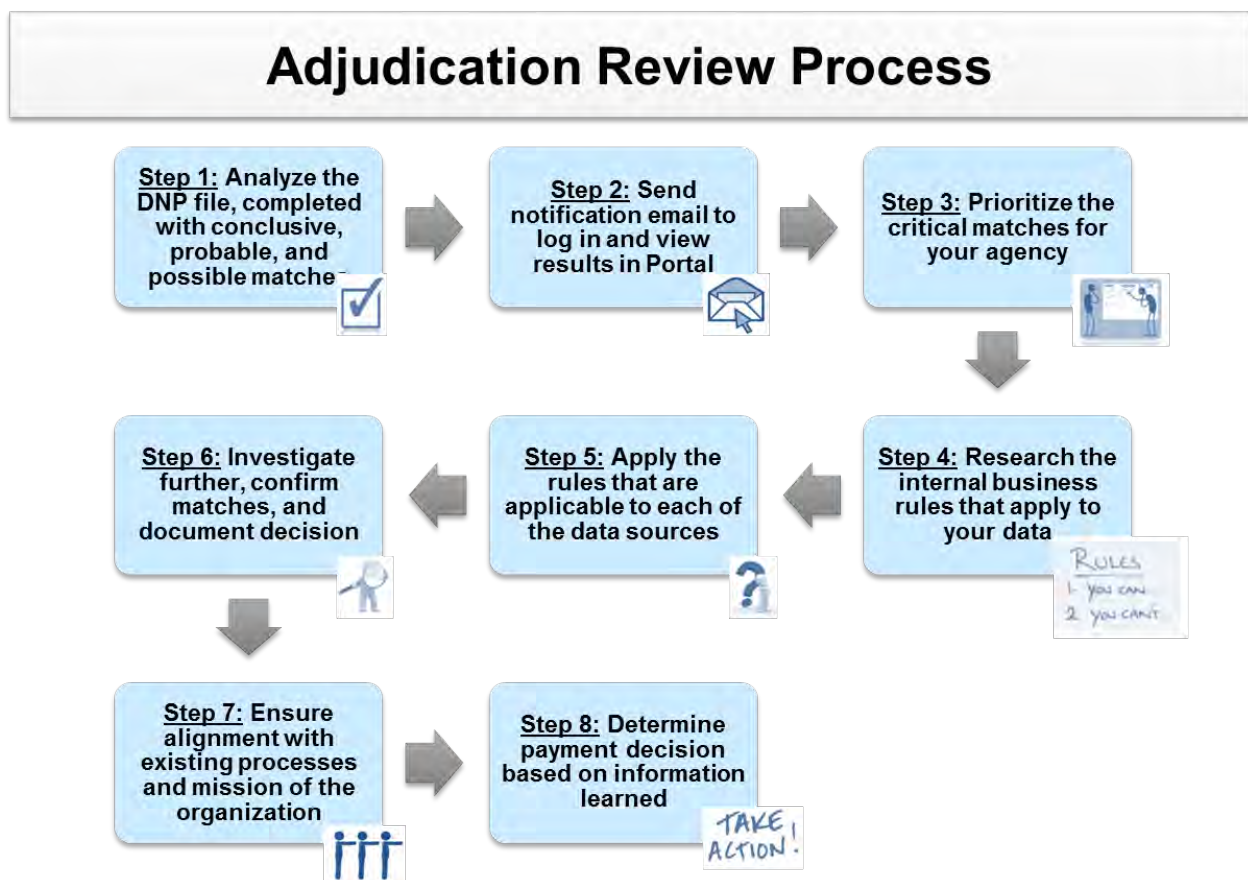 Adjudication Review Process
Step 1: Analyze the
DNP file, completed
with conclusive,
probable, and
possible matche
Step 2: Send
notification email to
log in and view
results in Portal
Step 3: Prioritize the
critical matches for
your agency
Step 4: Research the
internal business
rules that apply to
your data
RULES
1. YOU CAN
2 YOU CAN'T
Step 5: Apply the
rules that are
applicable to each of
the data sources
?
Step 6: Investigate
further, confirm
matches, and
document decision
Step 7: Ensure
alignment with
existing processes
and mission of the
organization
Step 8: Determine
payment decision
based on information
learned
TAKE
ACTION!